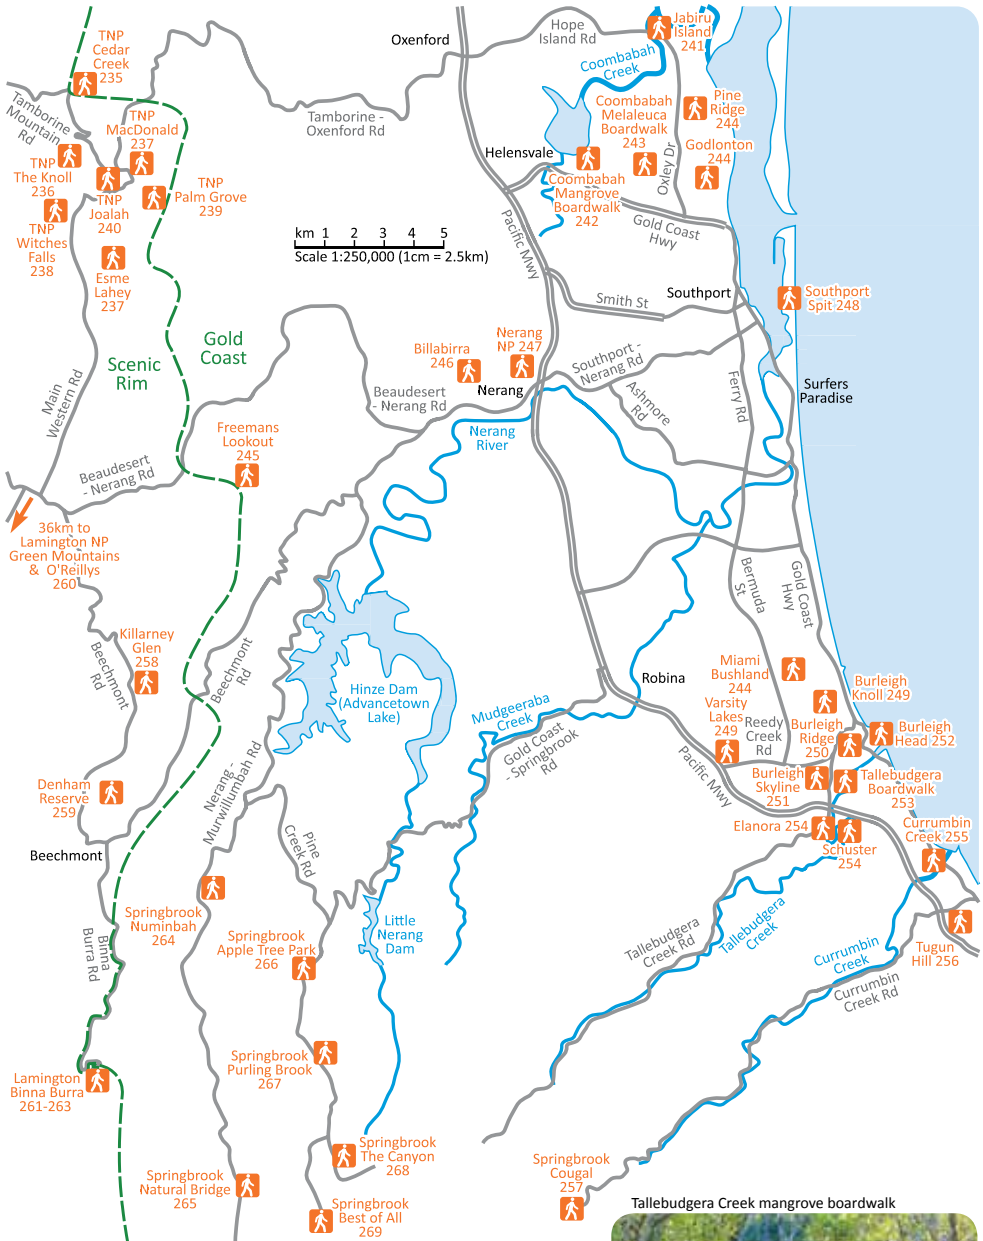 TNP
Cedar
Creek
235
Oxenford
Hope
Island Rd
Jabiru
Island
241
Coombabah
Creek
Tamborine
Mountain
Rd
Tamborine -
Oxenford Rd
TNP
MacDonald
237
Coombabah
Melaleuca
Boardwalk
243
Pine
Ridge
244
Godlonton
244
Helensvale
Oxley Dr
TNP
The Knoll
236
TNP
Joalah
240
TNP
Palm Grove
239
Coombabah
Mangrove
Boardwalk
242
TNP
Witches
Falls
238
Pacific Mwy
Gold Coast
Hwy
km 1 2 3 4 5
Scale 1:250,000 (1cm = 2.5km)
Esme
Lahey
237
Smith St
Southport
Southport
Spit 248
Gold
Coast
Scenic
Rim
Billabirra
246
Nerang
NP 247
Southport -
Nerang Rd
Nerang
Main
Western Rd
Beaudesert
- Nerang Rd
Ashmore
Rd
Ferry Rd
Surfers
Paradise
Freemans
Lookout
245
Nerang
River
Beaudesert
- Nerang Rd
36km to
Lamington NP
Green Mountains
& O'Reillys
260
Bermuda
St
Gold Coast
Hwy
Killarney
Glen
258
Beechmont
Rd
Beechmont
Rd
Hinze Dam
(Advancetown
Lake)
Robina
Miami
Bushland
244
Burleigh
Knoll 249
Mudgeeraba
Creek
Varsity
Lakes
249
Reedy
Creek
Rd
Burleigh
Ridge
250
Burleigh
Head 252
Gold Coast
- Springbrook
Rd
Pacific Mwy
Nerang -
Murwillumbah Rd
Denham
Reserve
259
Burleigh
Skyline
251
Tallebudgera
Boardwalk
253
Elanora 254
Schuster
254
Currumbin
Creek 255
Pine
Creek Rd
Beechmont
Springbrook
Numinbah
264
Little
Nerang
Dam
Binna
Burra Rd
Springbrook
Apple Tree Park
266
Tallebudgera
Creek Rd
Tallebudgera
Creek
Currumbin
Creek
Tugun
Hill 256
Currumbin
Creek Rd
Springbrook
Purling Brook
267
Lamington
Binna Burra
261-263
Springbrook
The Canyon
268
Springbrook
Natural Bridge
265
Springbrook
Cougal
257
Springbrook
Best of All
269
Tallebudgera Creek mangrove boardwalk